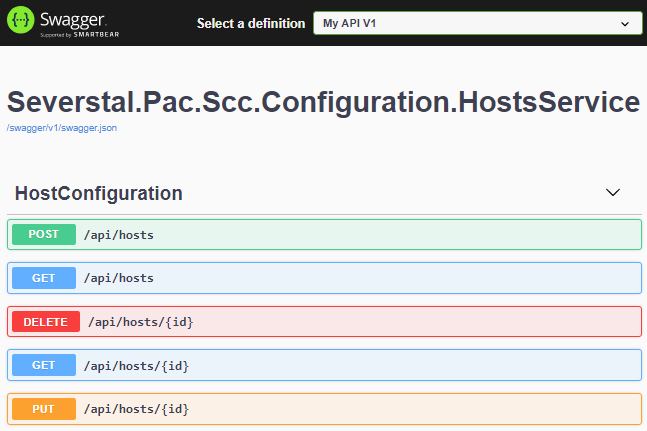 Swagger.
Supported by SMARTBEAR
Select a definition
My API V1
Severstal.Pac.Scc.Configuration.HostsService
/swagger/v1/swagger.json
HostConfiguration
POST /api/hosts
GET /api/hosts
DELETE /api/hosts/{id}
GET /api/hosts/{id}
PUT /api/hosts/{id}